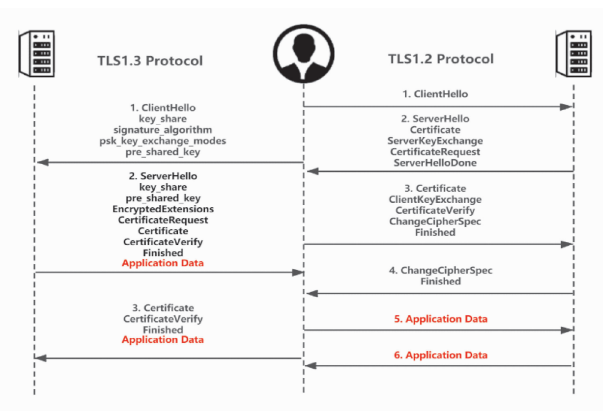 TLS1.3 Protocol
TLS1.2 Protocol
1. ClientHello
key_share
signature_algorithm
psk_key_exchange_modes
pre_shared_key
2. ServerHello
key_share
pre_shared_key
EncryptedExtensions
CertificateRequest
Certificate
CertificateVerify
Finished
Application Data
3. Certificate
CertificateVerify
Finished
Application Data
1. ClientHello
2. ServerHello
Certificate
ServerKeyExchange
CertificateRequest
ServerHelloDone
3. Certificate
ClientKeyExchange
CertificateVerify
ChangeCipherSpec
Finished
4. ChangeCipherSpec
Finished
5. Application Data
6. Application Data